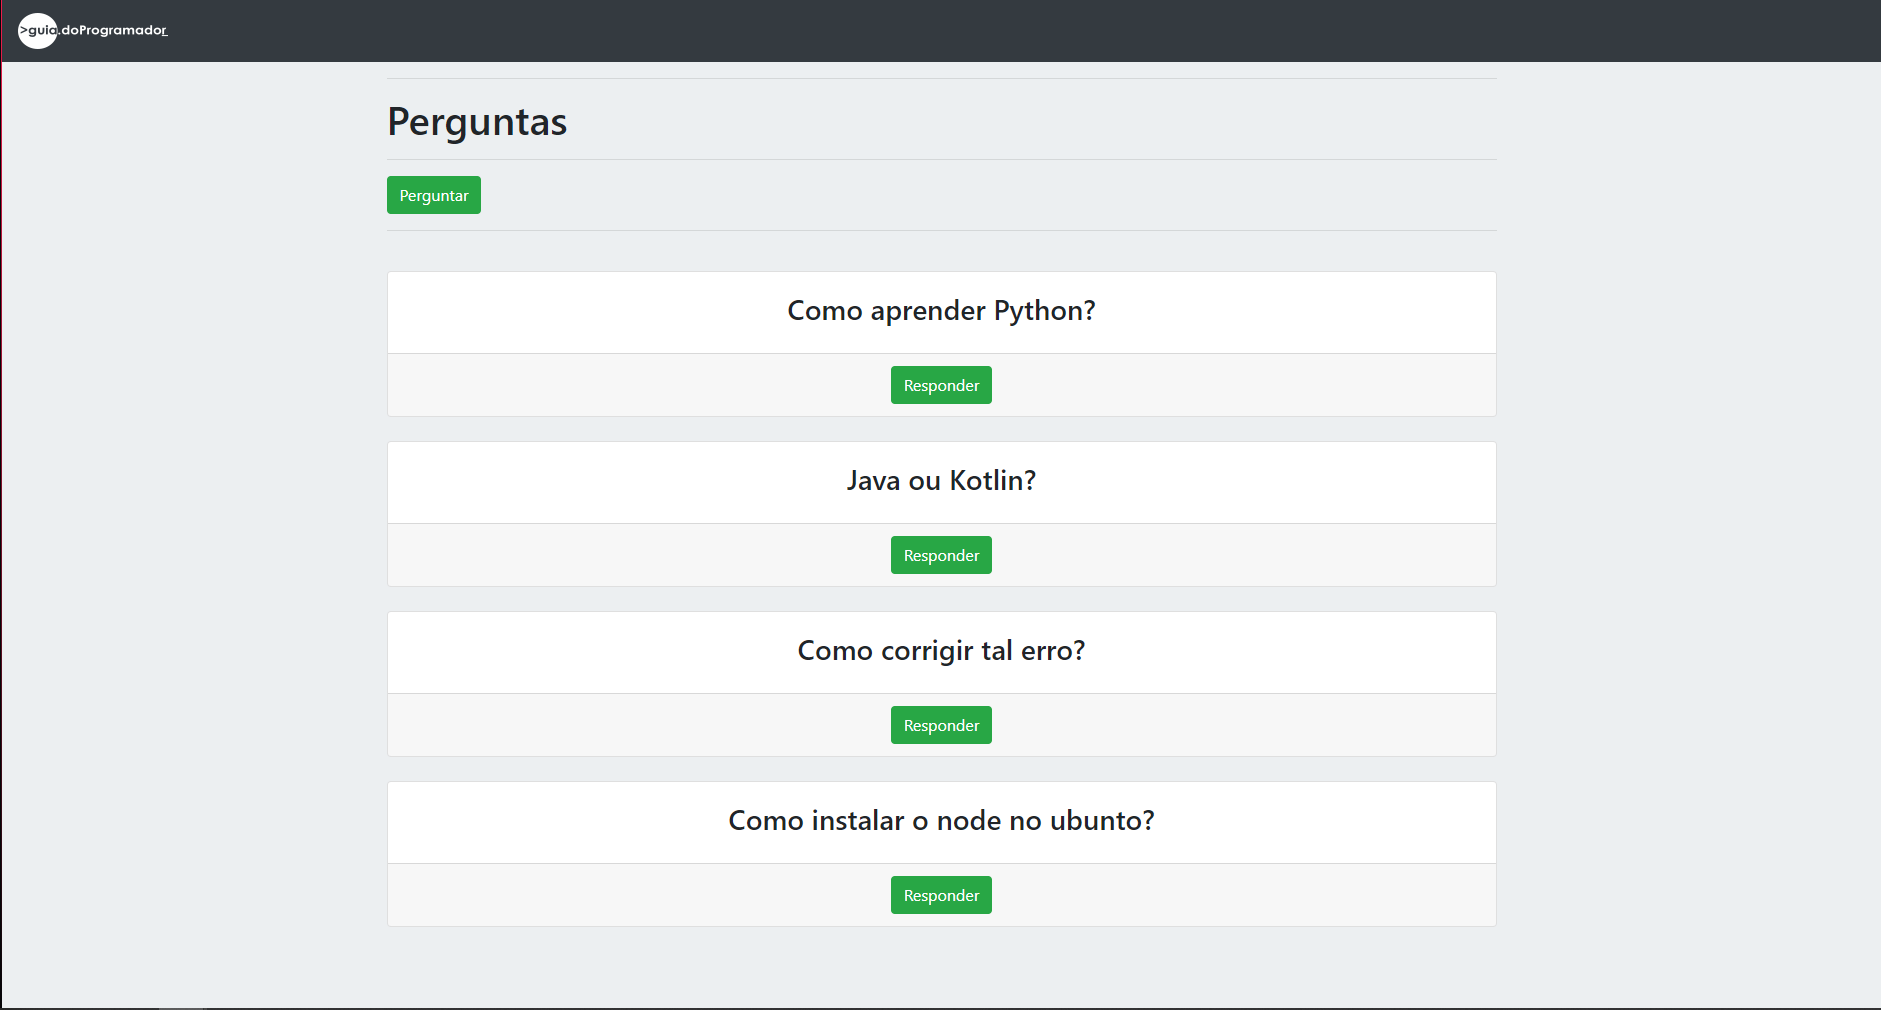 >guia.doProgramador_
Perguntas
Perguntar
Como aprender Python?
Responder
Java ou Kotlin?
Responder
Como corrigir tal erro?
Responder
Como instalar o node no ubunto?
Responder